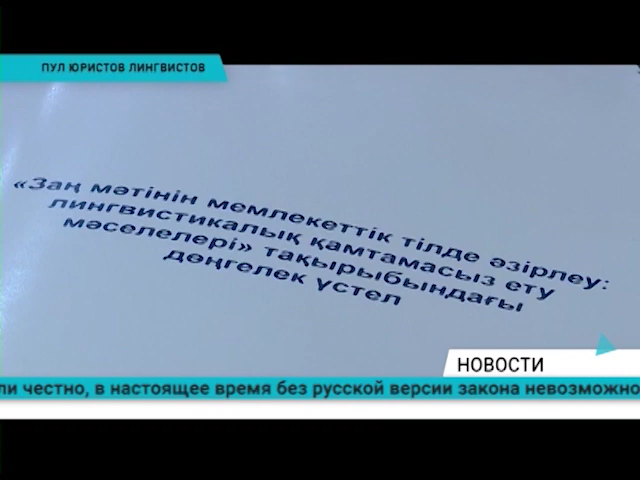 ПУЛ ЮРИСТОВ ЛИНГВИСТОВ
«Заң мәтінін мемлекеттік тілде әзірлеу:
лингвистикалық қамтамасыз ету
мәселелері» тақырыбындағы
дөңгелек үстел
НОВОСТИ
ли честно, в настоящее время без русской версии закона невозможно